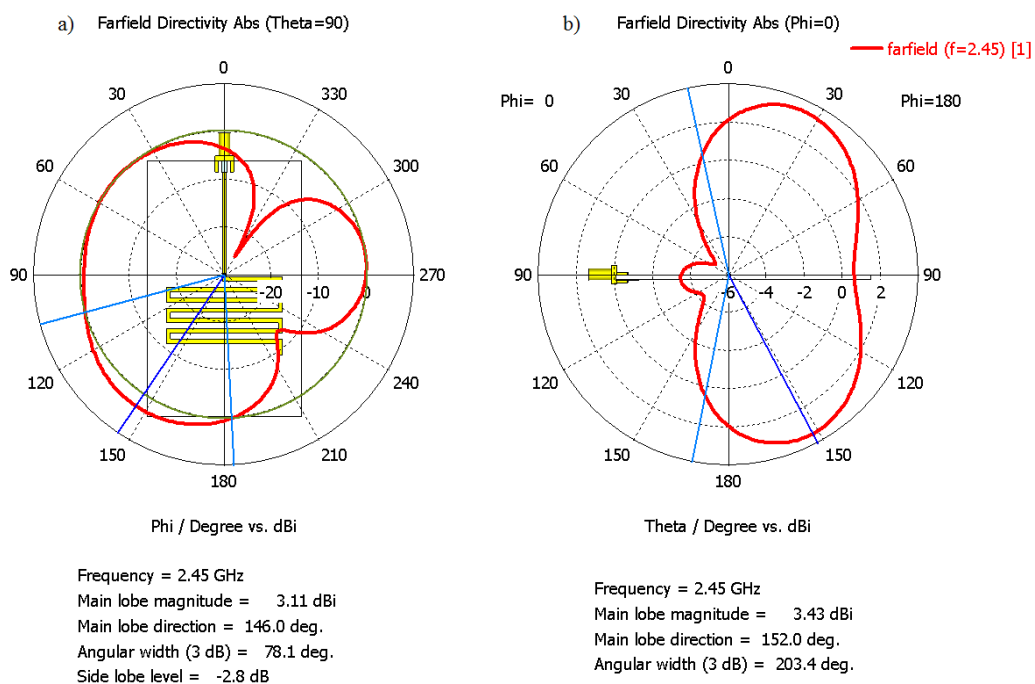 a) Farfield Directivity Abs (Theta=90)
0
30 330
60 300
90 270
-20 -10 0
120 240
150 210
180
Phi / Degree vs. dBi
Frequency = 2.45 GHz
Main lobe magnitude = 3.11 dBi
Main lobe direction = 146.0 deg.
Angular width (3 dB) = 78.1 deg.
Side lobe level = -2.8 dB
b) Farfield Directivity Abs (Phi=0)
farfield (f=2.45) [1]
Phi= 0 Phi=180
0
30 30
60 60
90 90
-6 -4 -2 0 2
120 120
150 150
180
Theta / Degree vs. dBi
Frequency = 2.45 GHz
Main lobe magnitude = 3.43 dBi
Main lobe direction = 152.0 deg.
Angular width (3 dB) = 203.4 deg.